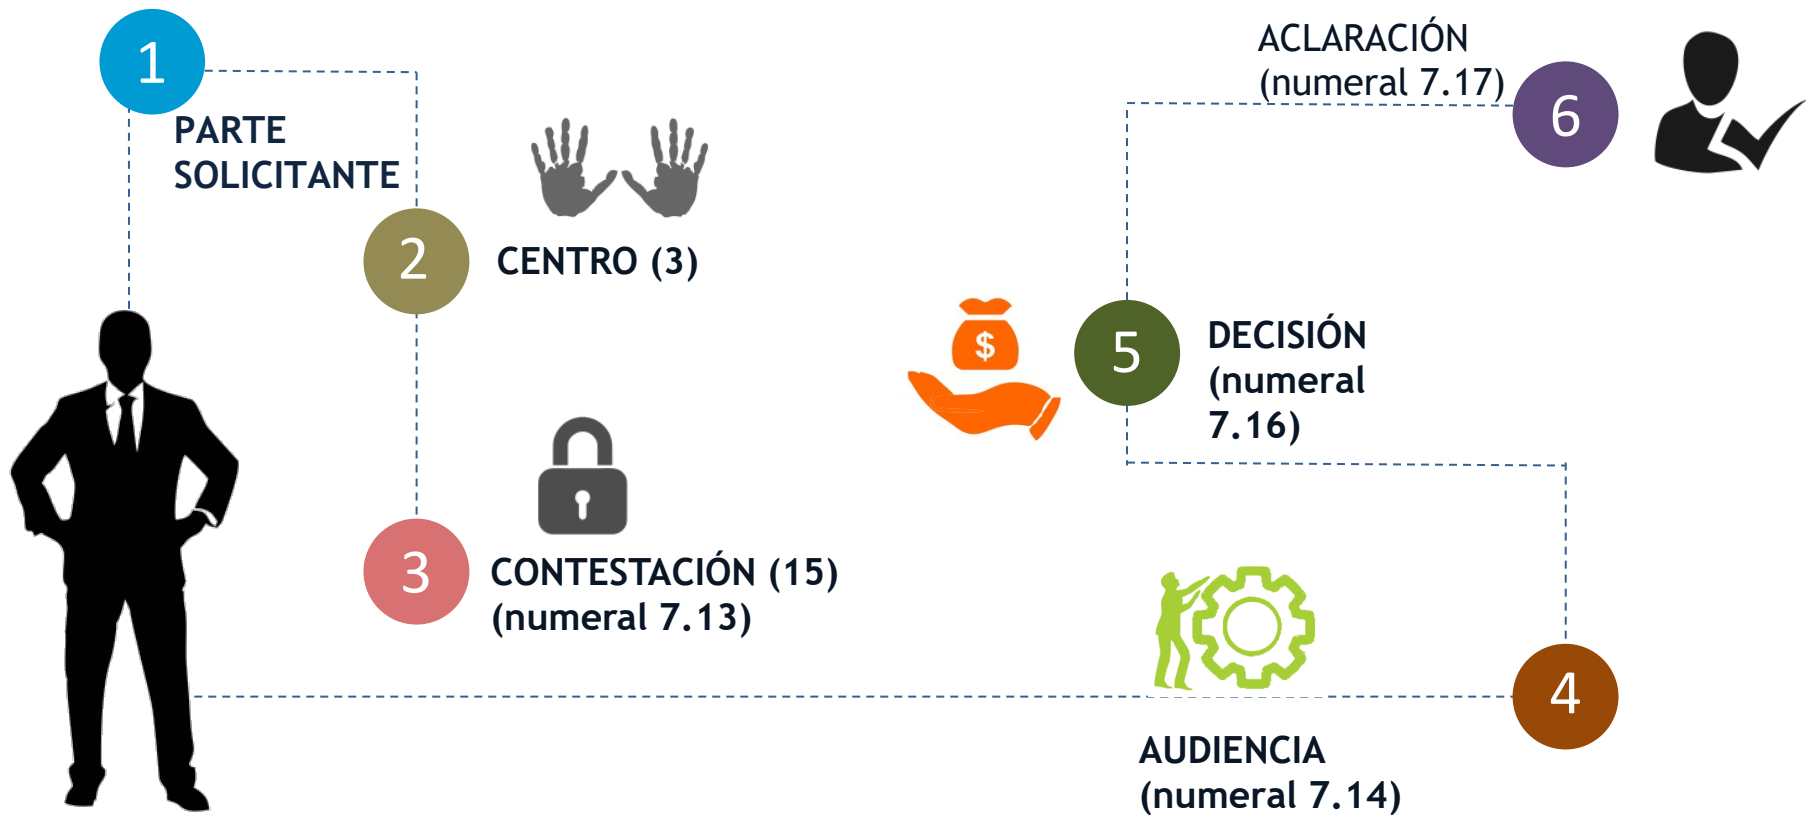 1
PARTE
SOLICITANTE
2
CENTRO (3)
3
CONTESTACIÓN (15)
(numeral 7.13)
4
AUDIENCIA
(numeral 7.14)
5
$
DECISIÓN
(numeral
7.16)
6
ACLARACIÓN
(numeral 7.17)